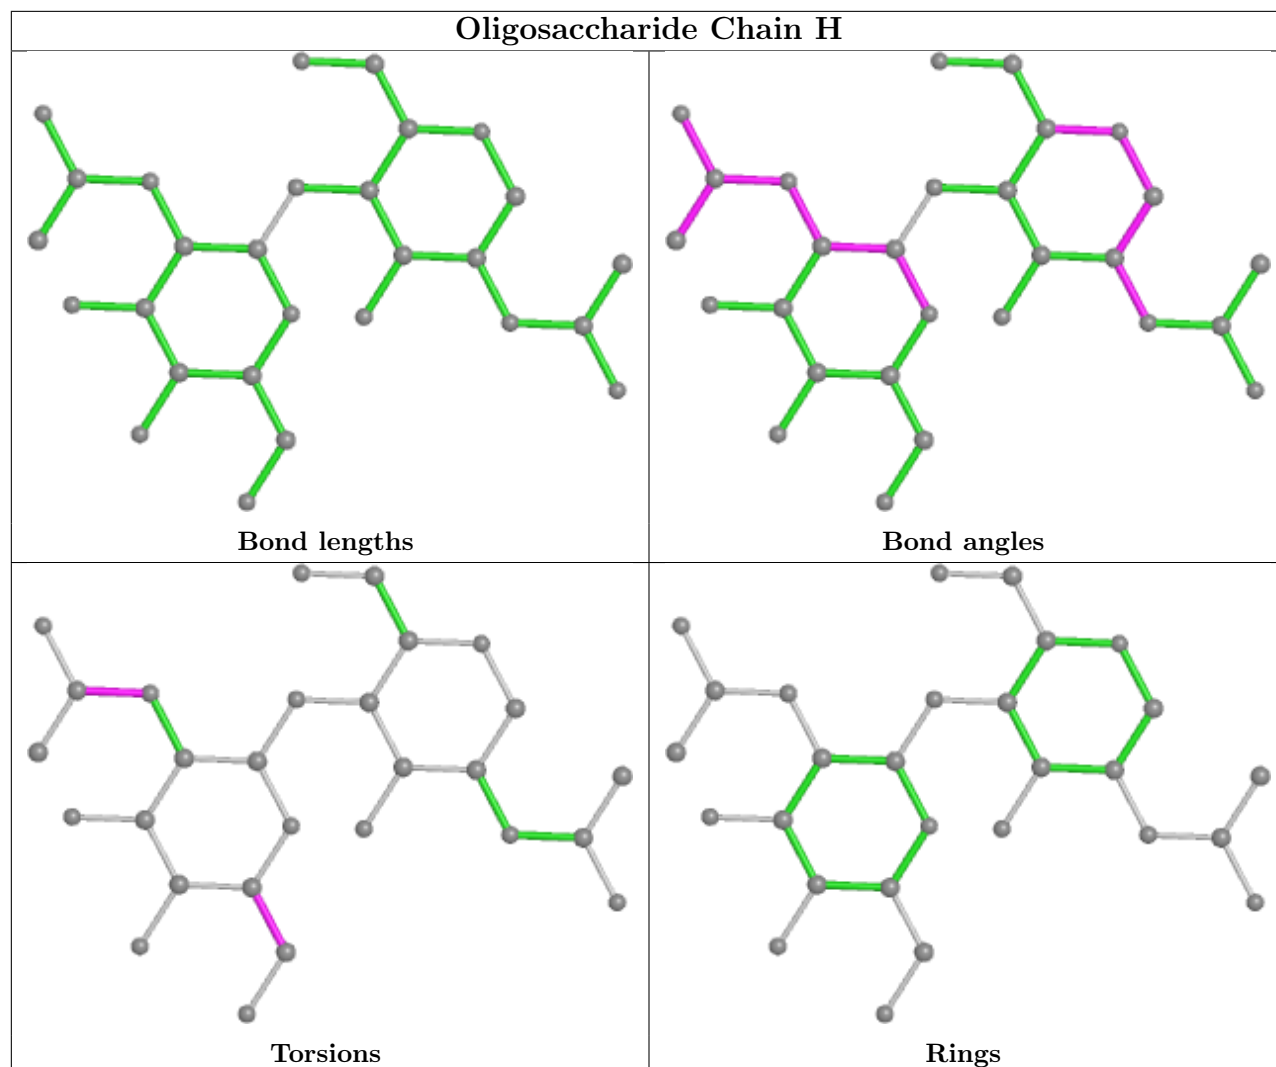 Oligosaccharide Chain H
Bond lengths
Bond angles
Torsions
Rings